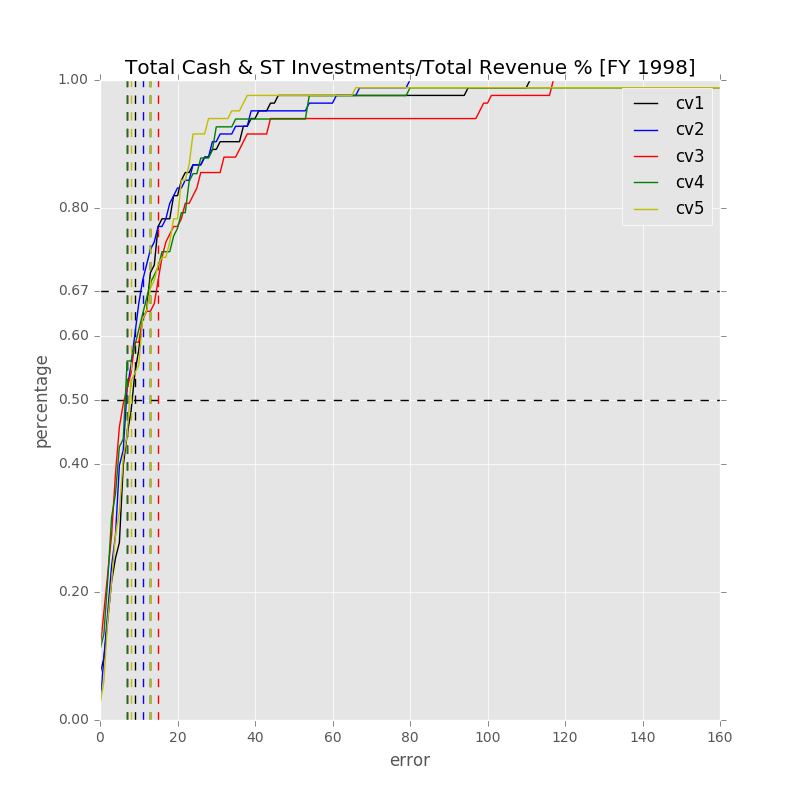 Total Cash & ST Investments/Total Revenue % [FY 1998]
1.00
0.80
0.67
0.60
0.50
0.40
0.20
0.00
percentage
cv1
cv2
cv3
cv4
cv5
0 20 40 60 80 100 120 140 160
error